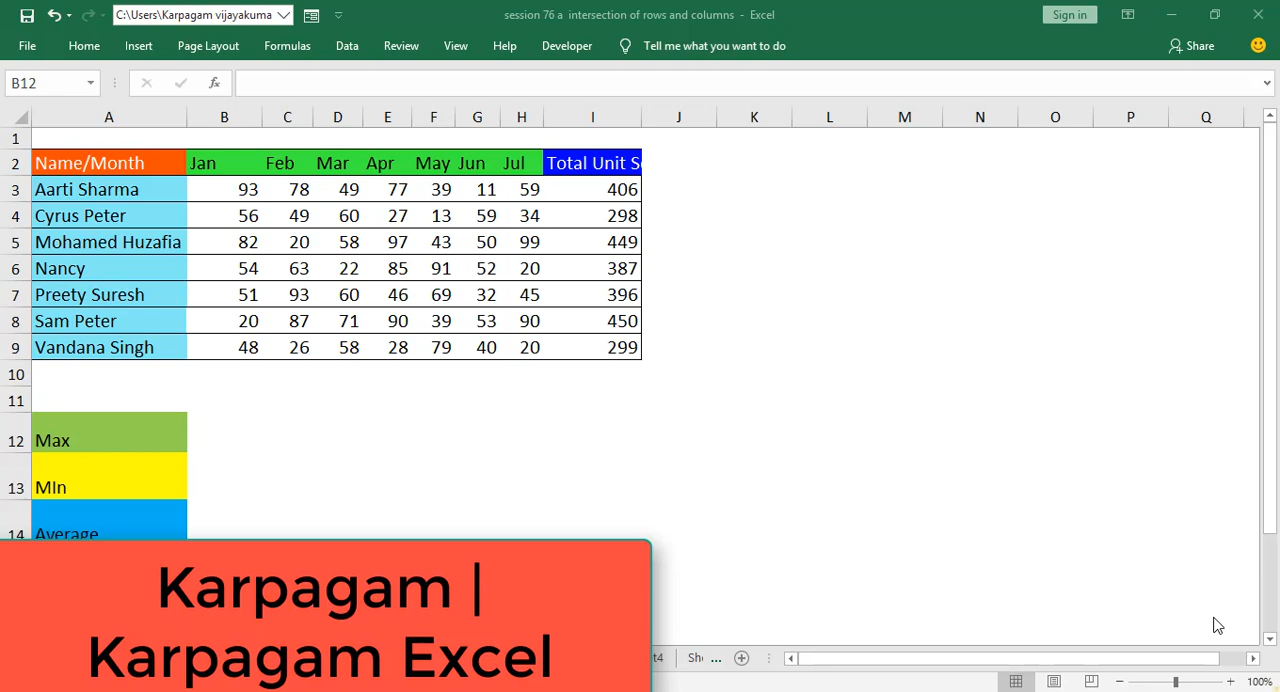 C:\Users\Karpagam vijayakuma
session 76 a intersection of rows and columns - Excel
Sign in
File Home Insert Page Layout Formulas Data Review View Help Developer Tell me what you want to do Share
B12 fx
A B C D E F G H I J K L M N O P Q
1
2 Name/Month Jan Feb Mar Apr May Jun Jul Total Unit S
3 Aarti Sharma 93 78 49 77 39 11 59 406
4 Cyrus Peter 56 49 60 27 13 59 34 298
5 Mohamed Huzafia 82 20 58 97 43 50 99 449
6 Nancy 54 63 22 85 91 52 20 387
7 Preety Suresh 51 93 60 46 69 32 45 396
8 Sam Peter 20 87 71 90 39 53 90 450
9 Vandana Singh 48 26 58 28 79 40 20 299
10
11
12 Max
13 MIn
14 Average
Karpagam |
Karpagam Excel
t4 She ...
100%